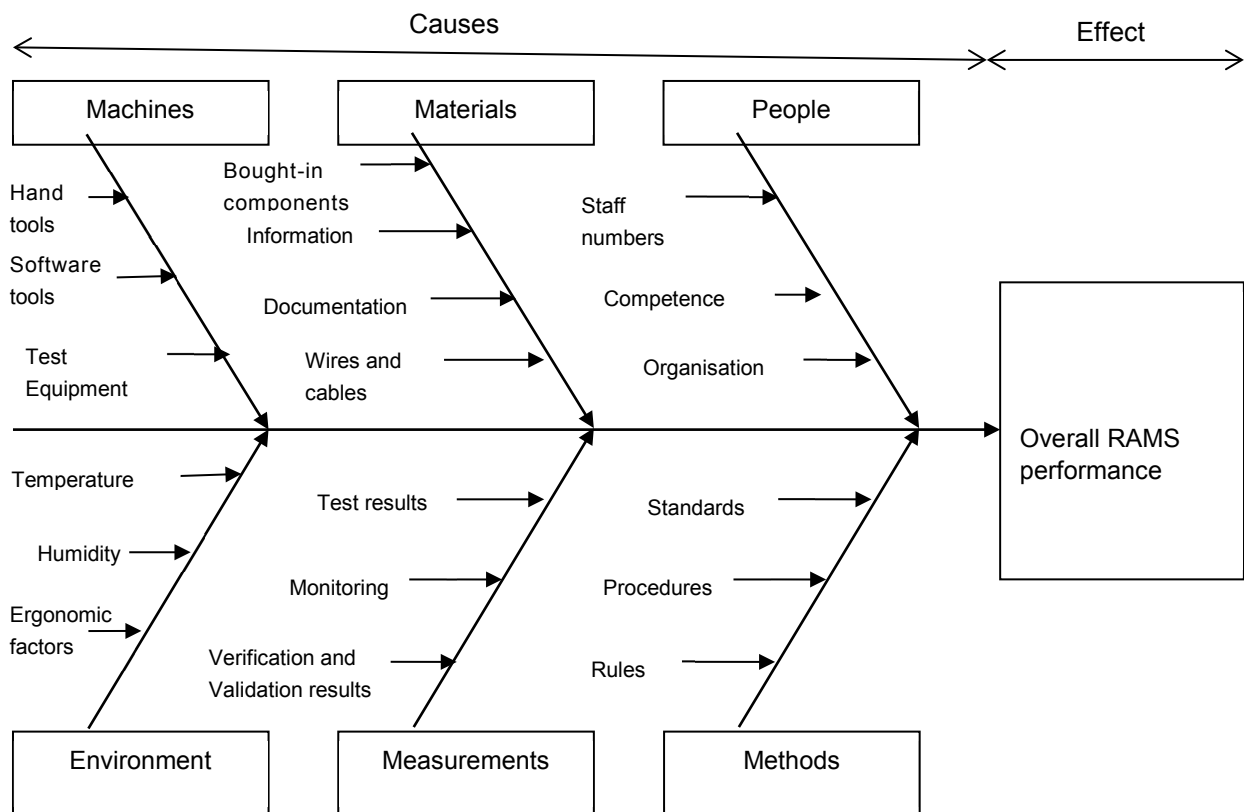 Causes
Effect
Machines
Materials
People
Hand
tools
Software
tools
Test
Equipment
Bought-in
components
Information
Documentation
Wires and
cables
Staff
numbers
Competence
Organisation
Overall RAMS
performance
Temperature
Humidity
Ergonomic
factors
Test results
Monitoring
Verification and
Validation results
Standards
Procedures
Rules
Environment
Measurements
Methods